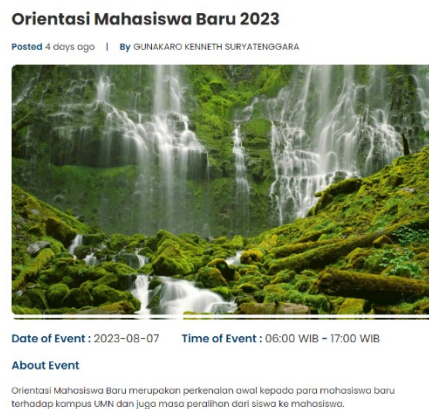 Orientasi Mahasiswa Baru 2023
Posted 4 days ago | By GUNAKARO KENNETH SURYATENGGARA
Date of Event : 2023-08-07 Time of Event : 06:00 WIB - 17:00 WIB
About Event
Orientasi Mahasiswa Baru merupakan perkenalan awal kepada para mahasiswa baru
terhadap kampus UMN dan juga masa peralihan dari siswa ke mahasiswa.